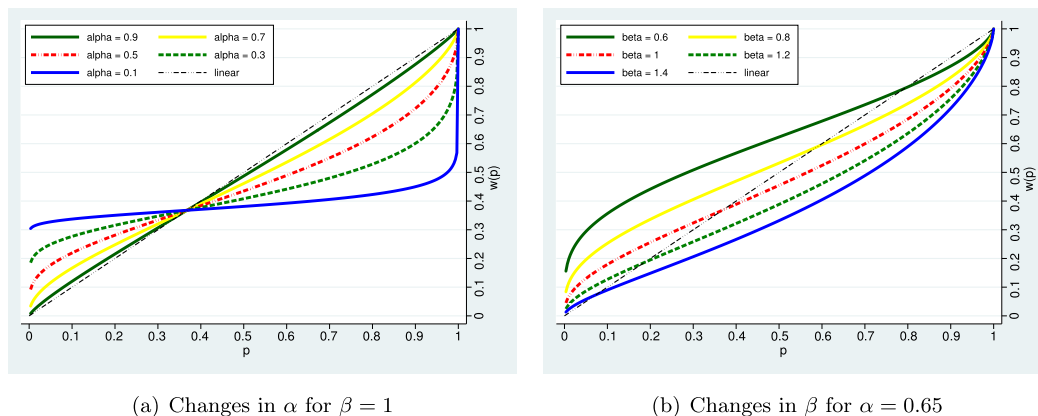 alpha = 0.9 alpha = 0.7
alpha = 0.5 alpha = 0.3
alpha = 0.1 linear
0 0.1 0.2 0.3 0.4 0.5 0.6 0.7 0.8 0.9 1
w(p)
0 0.1 0.2 0.3 0.4 0.5 0.6 0.7 0.8 0.9 1
p
(a) Changes in α for β = 1
beta = 0.6 beta = 0.8
beta = 1 beta = 1.2
beta = 1.4 linear
0 0.1 0.2 0.3 0.4 0.5 0.6 0.7 0.8 0.9 1
w(p)
0 0.1 0.2 0.3 0.4 0.5 0.6 0.7 0.8 0.9 1
p
(b) Changes in β for α = 0.65